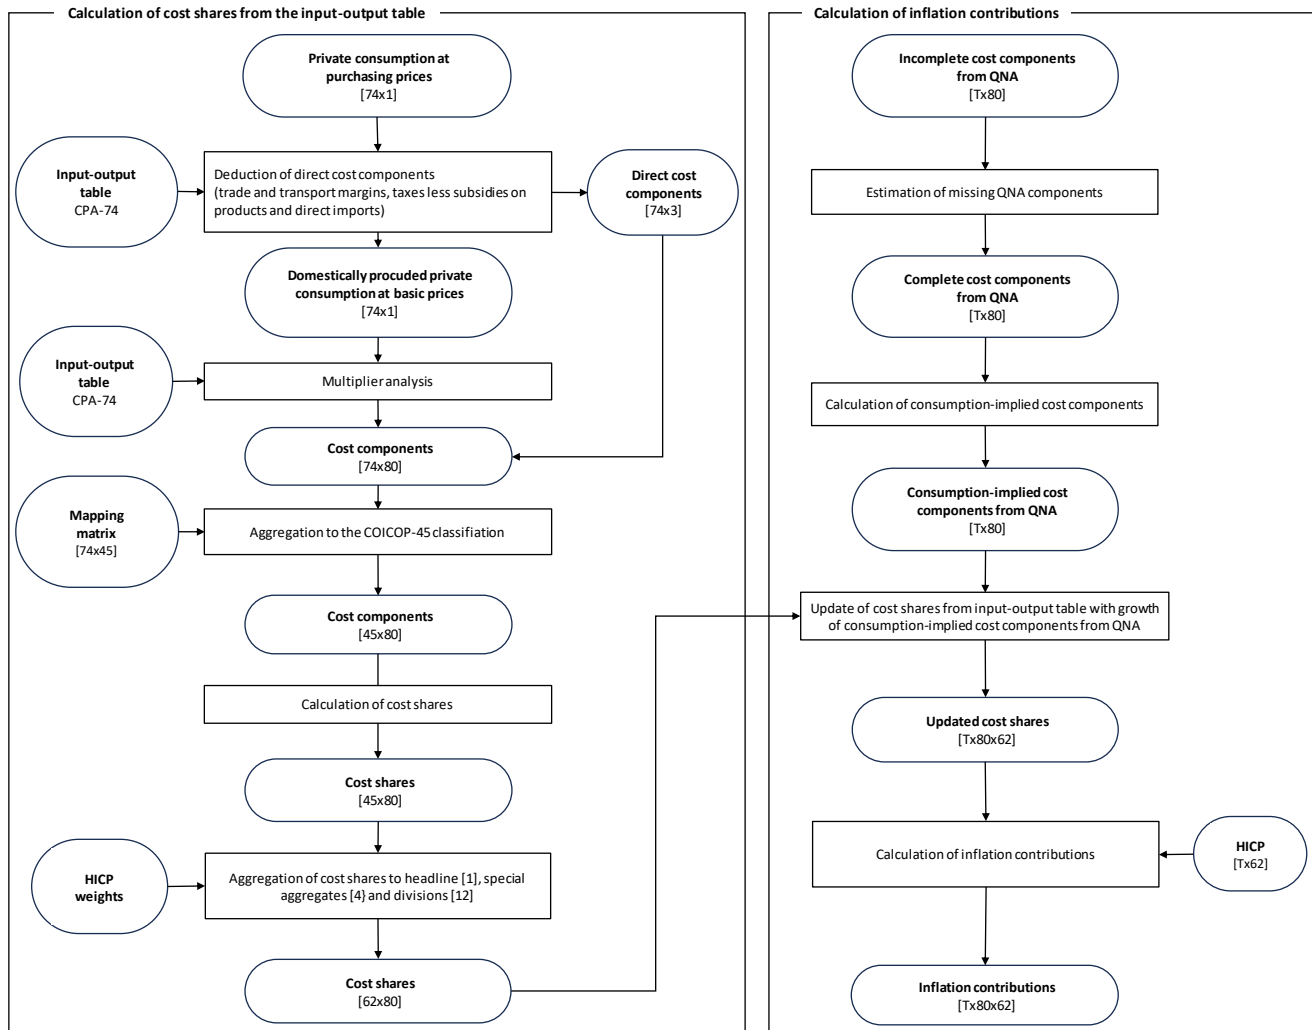 Calculation of cost shares from the input-output table
Private consumption at
purchasing prices
[74x1]
Input-output
table
CPA-74
Deduction of direct cost components
(trade and transport margins, taxes less subsidies on
products and direct imports)
Direct cost
components
[74x3]
Domestically procuded private
consumption at basic prices
[74x1]
Input-output
table
CPA-74
Multiplier analysis
Cost components
[74x80]
Mapping
matrix
[74x45]
Aggregation to the COICOP-45 classifiation
Cost components
[45x80]
Calculation of cost shares
Cost shares
[45x80]
HICP
weights
Aggregation of cost shares to headline [1], special
aggregates [4} and divisions [12]
Cost shares
[62x80]
Calculation of inflation contributions
Incomplete cost components
from QNA
[Tx80]
Estimation of missing QNA components
Complete cost components
from QNA
[Tx80]
Calculation of consumption-implied cost components
Consumption-implied cost
components from QNA
[Tx80]
Update of cost shares from input-output table with growth
of consumption-implied cost components from QNA
Updated cost shares
[Tx80x62]
Calculation of inflation contributions
HICP
[Tx62]
Inflation contributions
[Tx80x62]